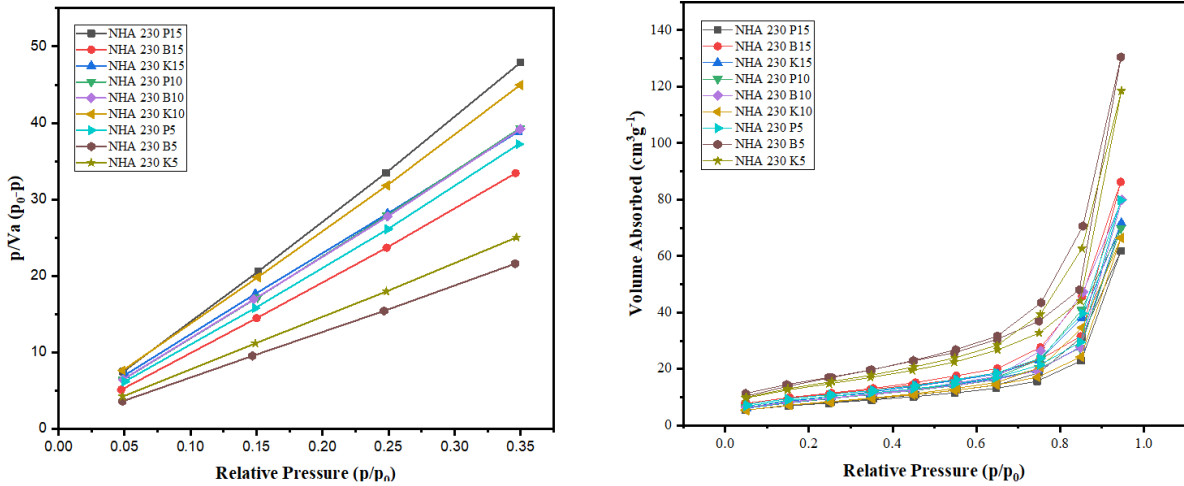 50
40
30
20
10
0
0.00
0.05
0.10
0.15
0.20
0.25
0.30
0.35
p/Va (p₀-p)
Relative Pressure (p/p₀)
NHA 230 P15
NHA 230 B15
NHA 230 K15
NHA 230 P10
NHA 230 B10
NHA 230 K10
NHA 230 P5
NHA 230 B5
NHA 230 K5
140
120
100
80
60
40
20
0
0.0
0.2
0.4
0.6
0.8
1.0
Volume Absorbed (cm³g⁻¹)
Relative Pressure (p/p₀)
NHA 230 P15
NHA 230 B15
NHA 230 K15
NHA 230 P10
NHA 230 B10
NHA 230 K10
NHA 230 P5
NHA 230 B5
NHA 230 K5